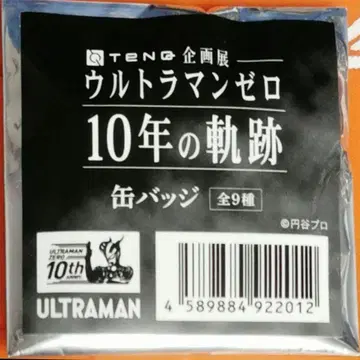 TeNQ 企画展
ウルトラマンゼロ
10年の軌跡
缶バッジ 全9種
©円谷プロ
ULTRAMAN
ZERO
10th
ULTRAMAN
4 589884 922012